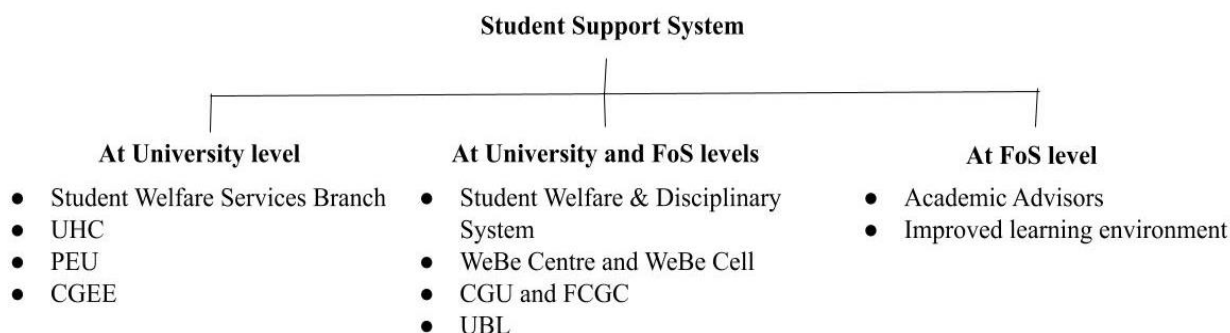 Student Support System
At University level
● Student Welfare Services Branch
● UHC
● PEU
● CGEE
At University and FoS levels
● Student Welfare & Disciplinary
System
● WeBe Centre and WeBe Cell
● CGU and FCGC
● UBL
At FoS level
● Academic Advisors
● Improved learning environment